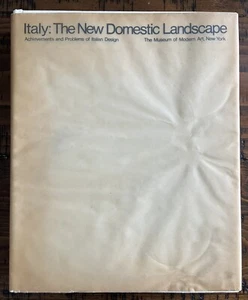 Italy: The New Domestic Landscape
Achievements and Problems of Italian Design The Museum of Modern Art, New York